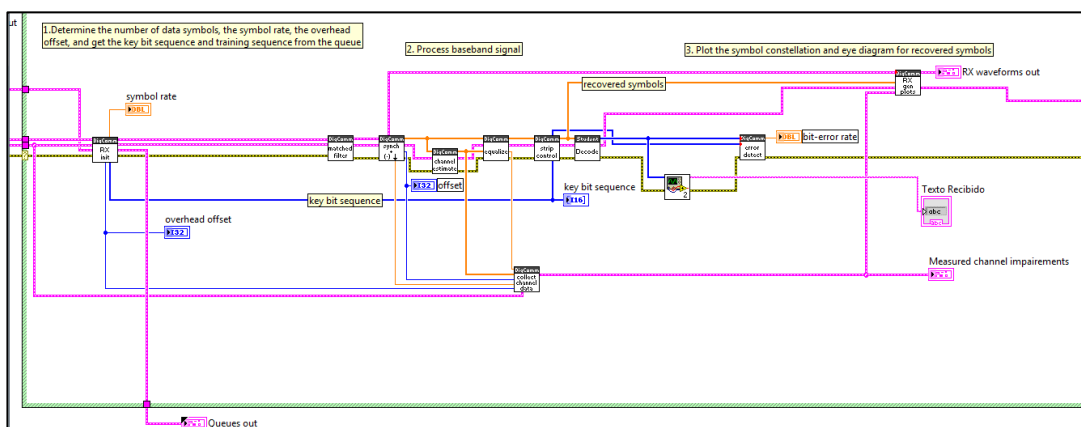 ut
1.Determine the number of data symbols, the symbol rate, the overhead
offset, and get the key bit sequence and training sequence from the queue
2. Process baseband signal
3. Plot the symbol constellation and eye diagram for recovered symbols
symbol rate
DBL
DigComm
RX
init
DigComm
matched
filter
DigComm
synch
(-)
DigComm
channel
estimate
DigComm
equalize
DigComm
strip
control
Student
Decode
recovered symbols
DigComm
RX
gen
plots
RX waveforms out
DigComm
error
detect
DBL
bit-error rate
I32
offset
key bit sequence
key bit sequence
I16
2
Texto Recibido
abc
abc
overhead offset
I32
DigComm
collect
channel
data
Measured channel impairements
Queues out